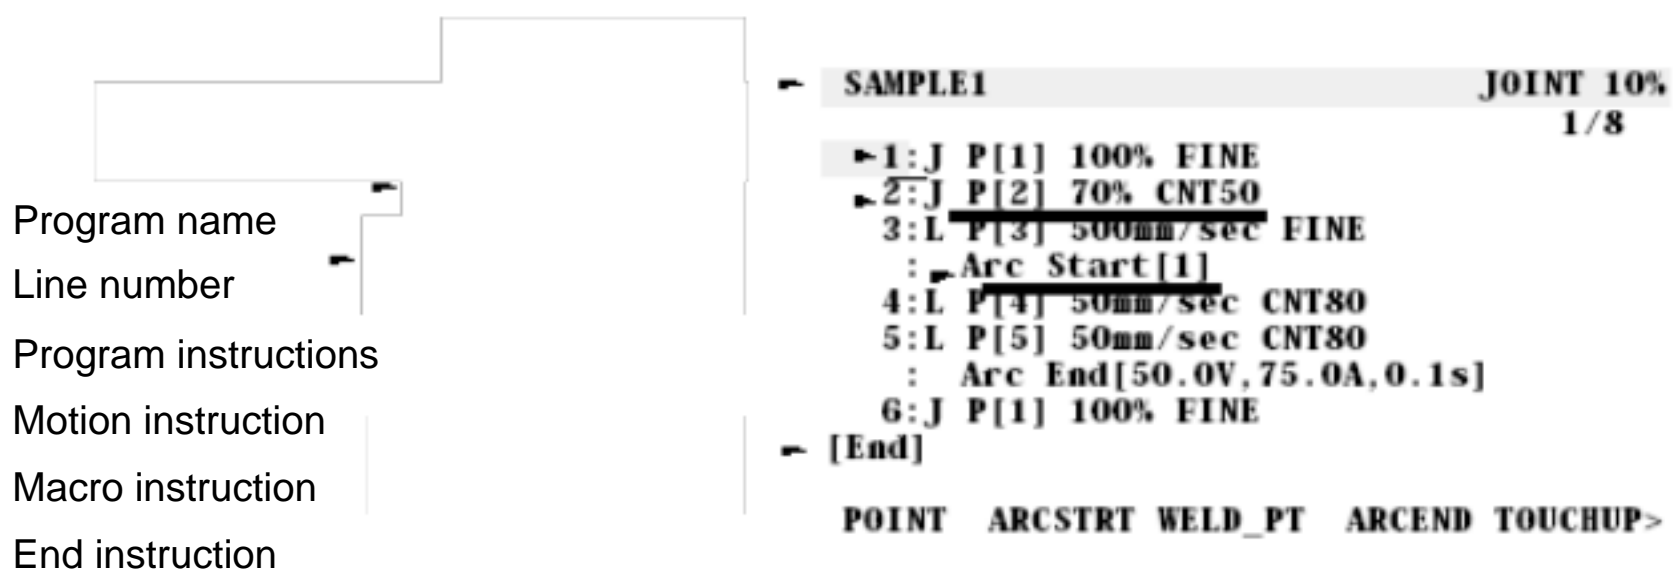 Program name
Line number
Program instructions
Motion instruction
Macro instruction
End instruction
SAMPLE1 JOINT 10%
1/8
1:J P[1] 100% FINE
2:J P[2] 70% CNT50
3:L P[3] 500mm/sec FINE
: Arc Start[1]
4:L P[4] 50mm/sec CNT80
5:L P[5] 50mm/sec CNT80
: Arc End[50.0V,75.0A,0.1s]
6:J P[1] 100% FINE
[End]
POINT ARCSTRT WELD_PT ARCEND TOUCHUP>